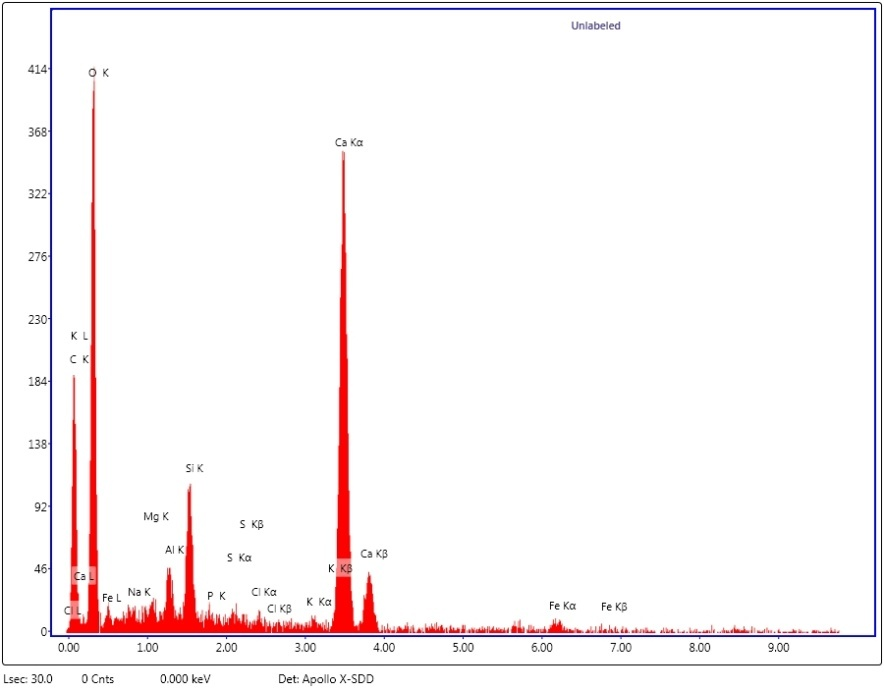 Unlabeled
414
O K
368
Ca Kα
322
276
K L
230
C K
184
138
Si K
92
Mg K
S Kβ
Al K
Ca Kβ
S Kα
46
K Kβ
Ca L
Fe L
Na K
P K
Cl Kα
K Kα
Cl L
Cl Kβ
Fe Kα
Fe Kβ
0
0.00 1.00 2.00 3.00 4.00 5.00 6.00 7.00 8.00 9.00
Lsec: 30.0 0 Cnts 0.000 keV Det: Apollo X-SDD